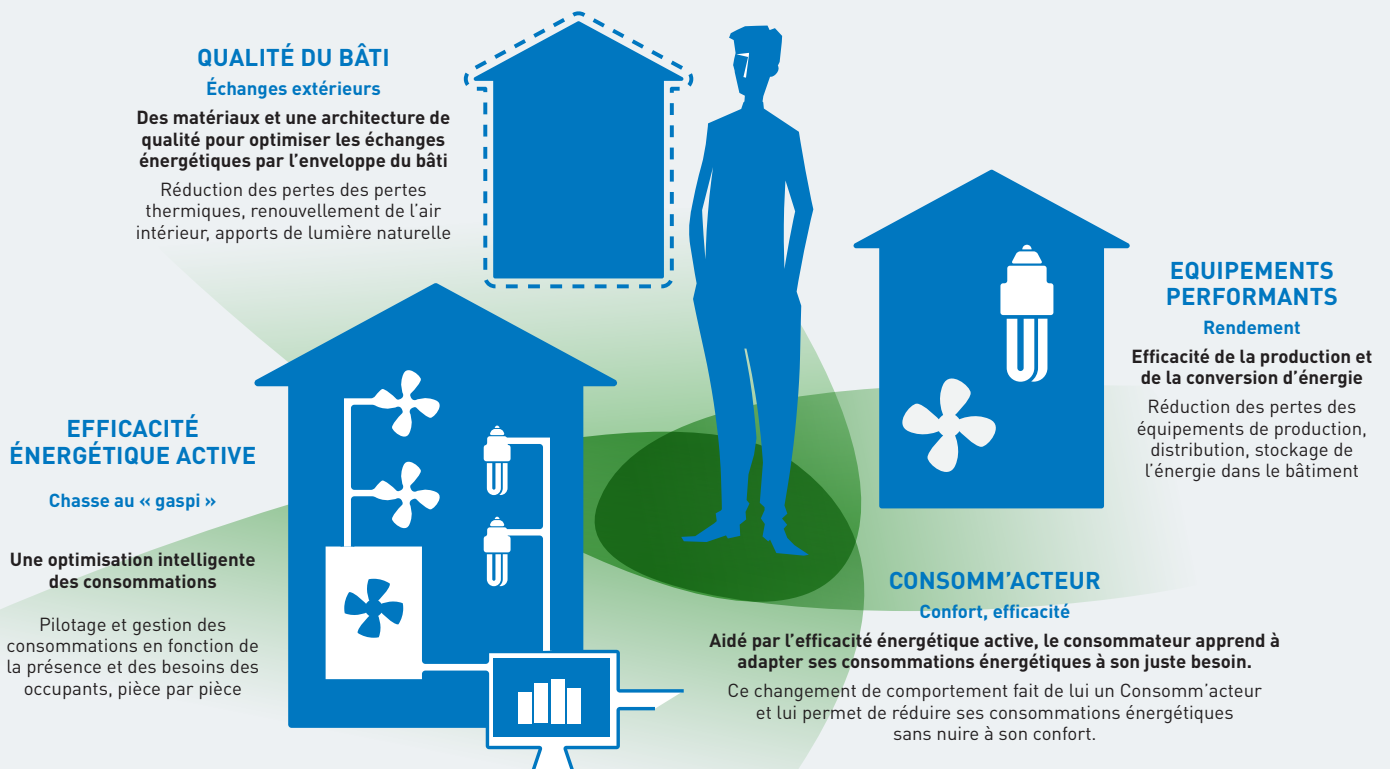 QUALITÉ DU BÂTI
Échanges extérieurs
Des matériaux et une architecture de
qualité pour optimiser les échanges
énergétiques par l’enveloppe du bâti
Réduction des pertes des pertes
thermiques, renouvellement de l’air
intérieur, apports de lumière naturelle
EQUIPEMENTS
PERFORMANTS
Rendement
Efficacité de la production et
de la conversion d’énergie
Réduction des pertes des
équipements de production,
distribution, stockage de
l’énergie dans le bâtiment
EFFICACITÉ
ÉNERGÉTIQUE ACTIVE
Chasse au « gaspi »
Une optimisation intelligente
des consommations
Pilotage et gestion des
consommations en fonction de
la présence et des besoins des
occupants, pièce par pièce
CONSOMM’ACTEUR
Confort, efficacité
Aidé par l’efficacité énergétique active, le consommateur apprend à
adapter ses consommations énergétiques à son juste besoin.
Ce changement de comportement fait de lui un Consomm’acteur
et lui permet de réduire ses consommations énergétiques
sans nuire à son confort.